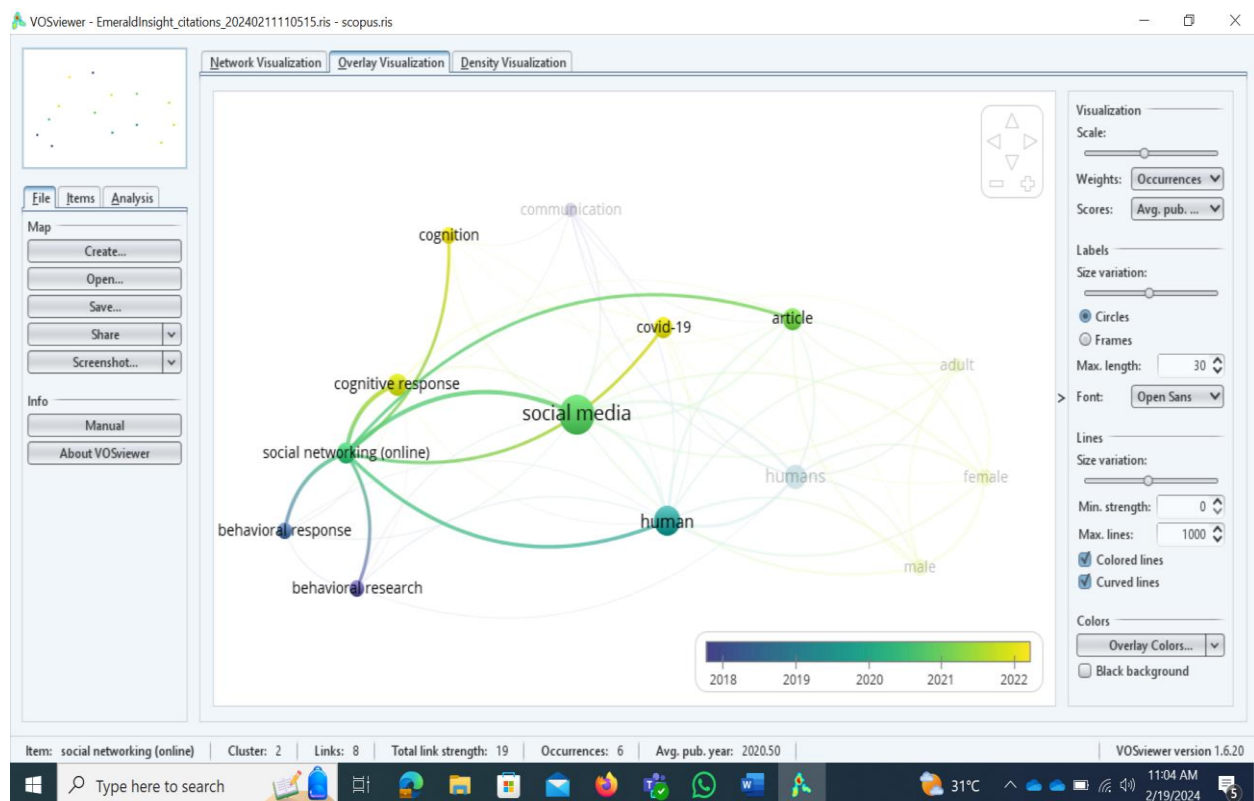 VOSviewer - EmeraldInsight_citations_20240211110515.ris - scopus.ris
Network Visualization
Overlay Visualization
Density Visualization
File
Items
Analysis
Map
Create...
Open...
Save...
Share
Screenshot...
Info
Manual
About VOSviewer
communication
cognition
covid-19
article
adult
cognitive response
social media
social networking (online)
humans
female
human
behavioral response
male
behavioral research
2018 2019 2020 2021 2022
Visualization
Scale:
Weights: Occurrences
Scores: Avg. pub. ...
Labels
Size variation:
Circles
Frames
Max. length: 30
> Font: Open Sans
Lines
Size variation:
Min. strength: 0
Max. lines: 1000
Colored lines
Curved lines
Colors
Overlay Colors...
Black background
Item: social networking (online) Cluster: 2 Links: 8 Total link strength: 19 Occurrences: 6 Avg. pub. year: 2020.50 VOSviewer version 1.6.20
Type here to search
31°C
11:04 AM
2/19/2024
5